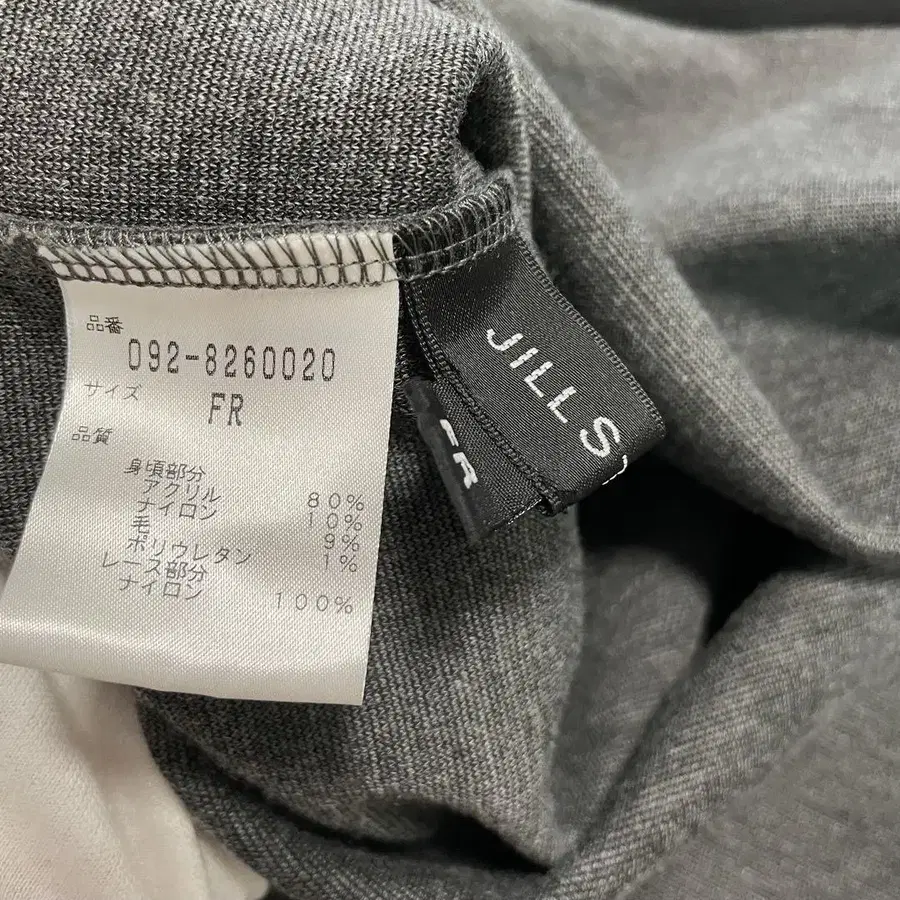 品番
092-8260020
サイズ
FR
品質
身頃部分
アクリル 80%
ナイロン 10%
毛 9%
ポリウレタン 1%
レース部分
ナイロン 100%
JILLS
FR